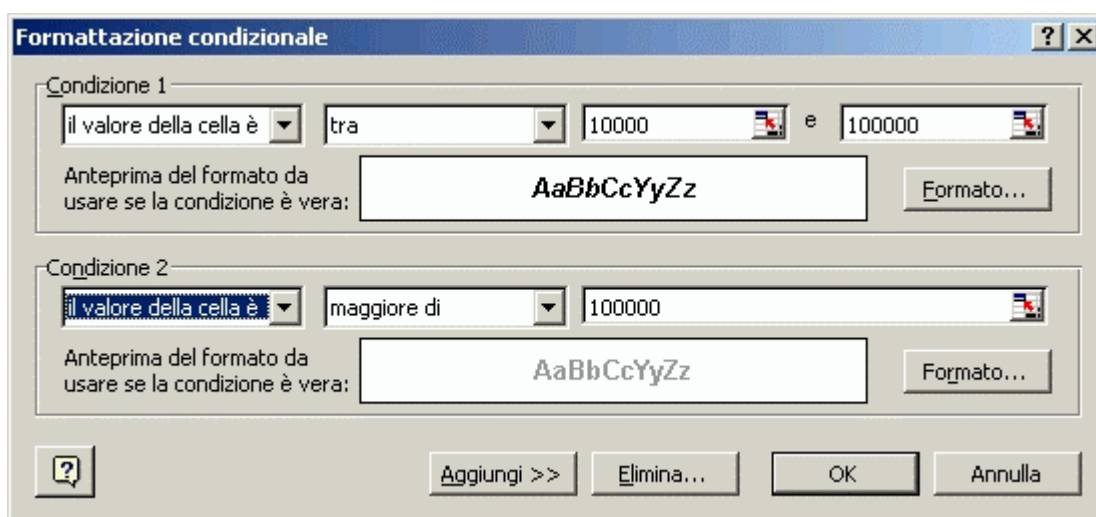 Formattazione condizionale
Condizione 1
il valore della cella è tra 10000 e 100000
Anteprima del formato da
usare se la condizione è vera:
AaBbCcYyZz
Formato...
Condizione 2
il valore della cella è maggiore di 100000
Anteprima del formato da
usare se la condizione è vera:
AaBbCcYyZz
Formato...
Aggiungi >> Elimina... OK Annulla